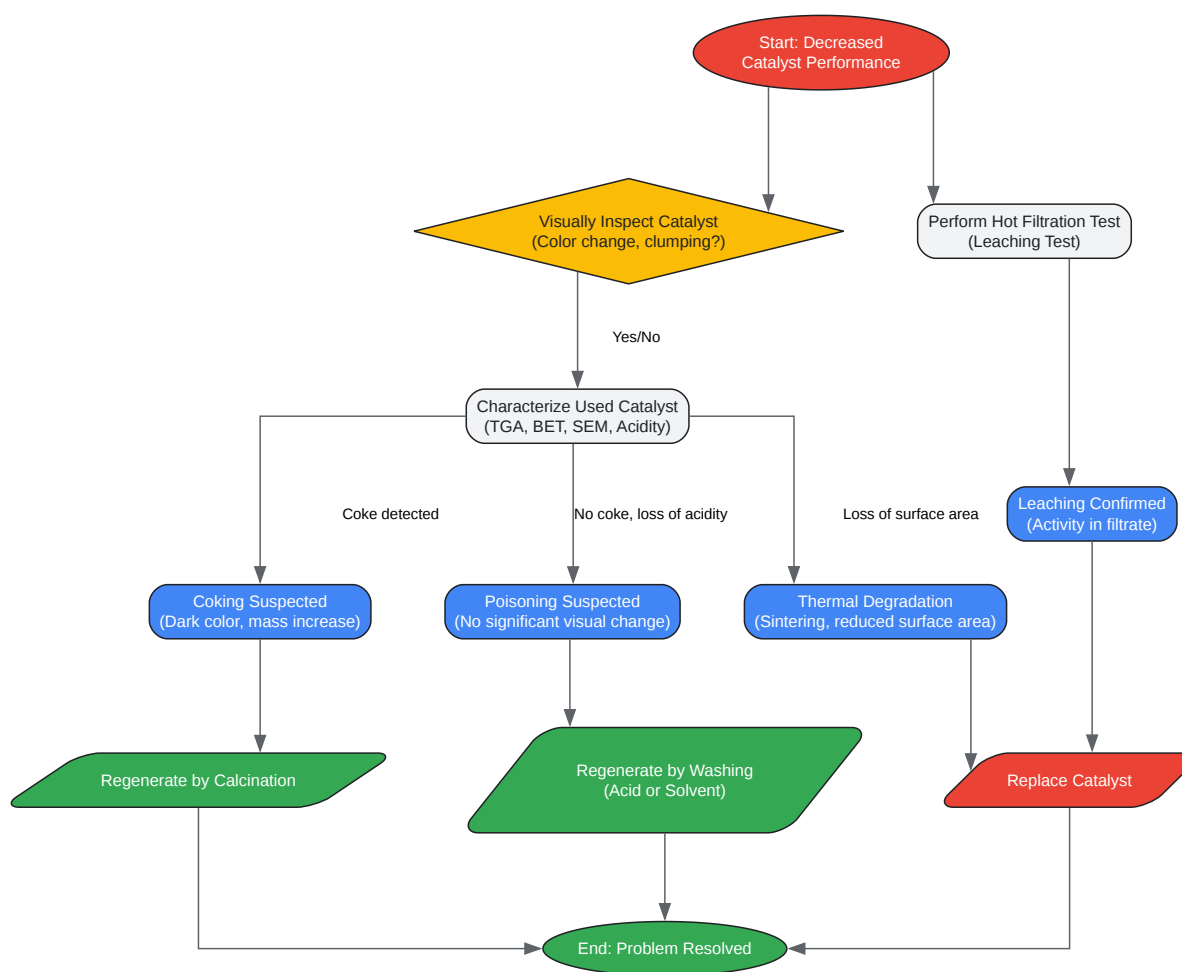 Start: Decreased
Catalyst Performance
Visually Inspect Catalyst
(Color change, clumping?)
Perform Hot Filtration Test
(Leaching Test)
Yes/No
Characterize Used Catalyst
(TGA, BET, SEM, Acidity)
Coke detected
No coke, loss of acidity
Loss of surface area
Leaching Confirmed
(Activity in filtrate)
Coking Suspected
(Dark color, mass increase)
Poisoning Suspected
(No significant visual change)
Thermal Degradation
(Sintering, reduced surface area)
Regenerate by Calcination
Regenerate by Washing
(Acid or Solvent)
Replace Catalyst
End: Problem Resolved